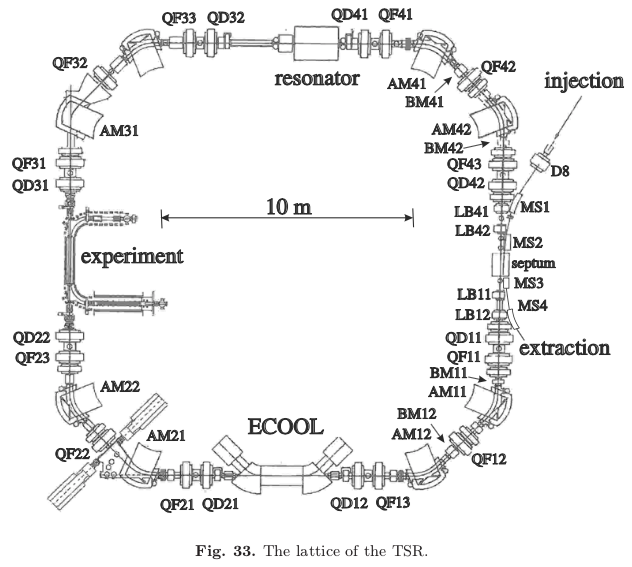 QF33 QD32 QD41 QF41
QF32 resonator AM41 BM41 QF42
injection
AM31 AM42
BM42
QF31 QF43 D8
QD31 QD42
10 m LB41 MS1
LB42 MS2
experiment septum
MS3
LB11 MS4
QD22 LB12
QF23 QD11 extraction
QF11
BM11
AM22 AM11
ECOOL BM12
QF22 AM21 AM12 QF12
QF21 QD21 QD12 QF13
Fig. 33. The lattice of the TSR.